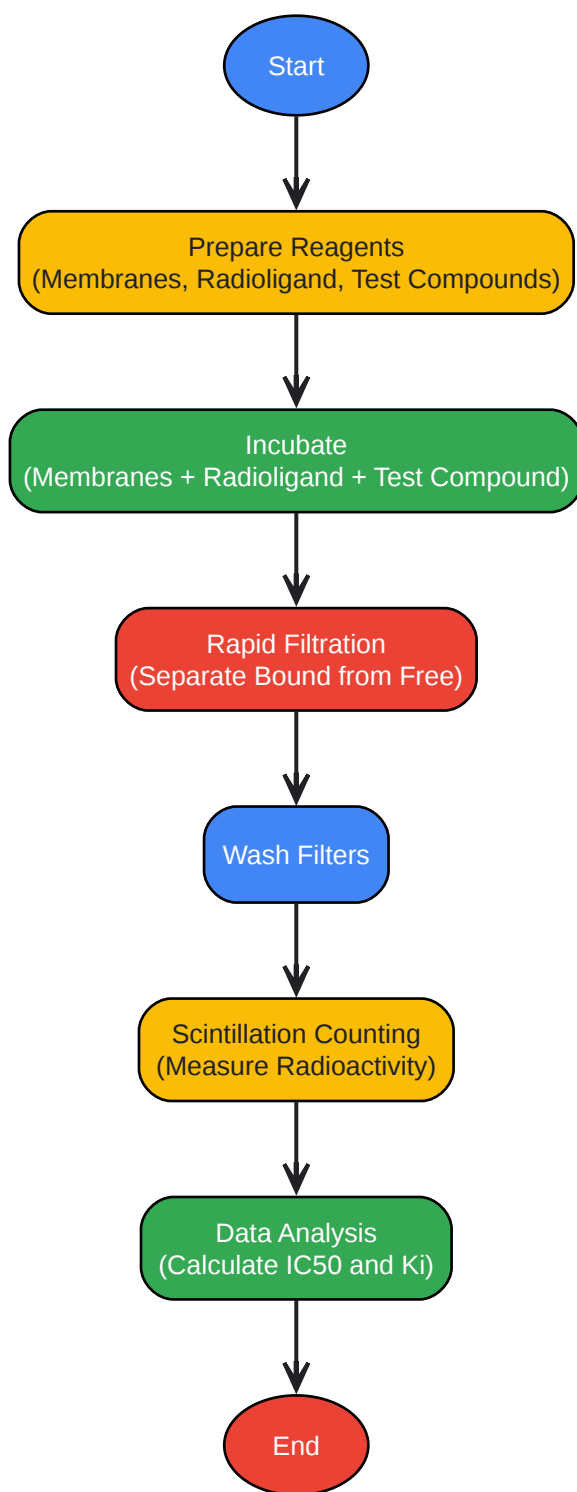 Start
Prepare Reagents
(Membranes, Radioligand, Test Compounds)
Incubate
(Membranes + Radioligand + Test Compound)
Rapid Filtration
(Separate Bound from Free)
Wash Filters
Scintillation Counting
(Measure Radioactivity)
Data Analysis
(Calculate IC50 and Ki)
End